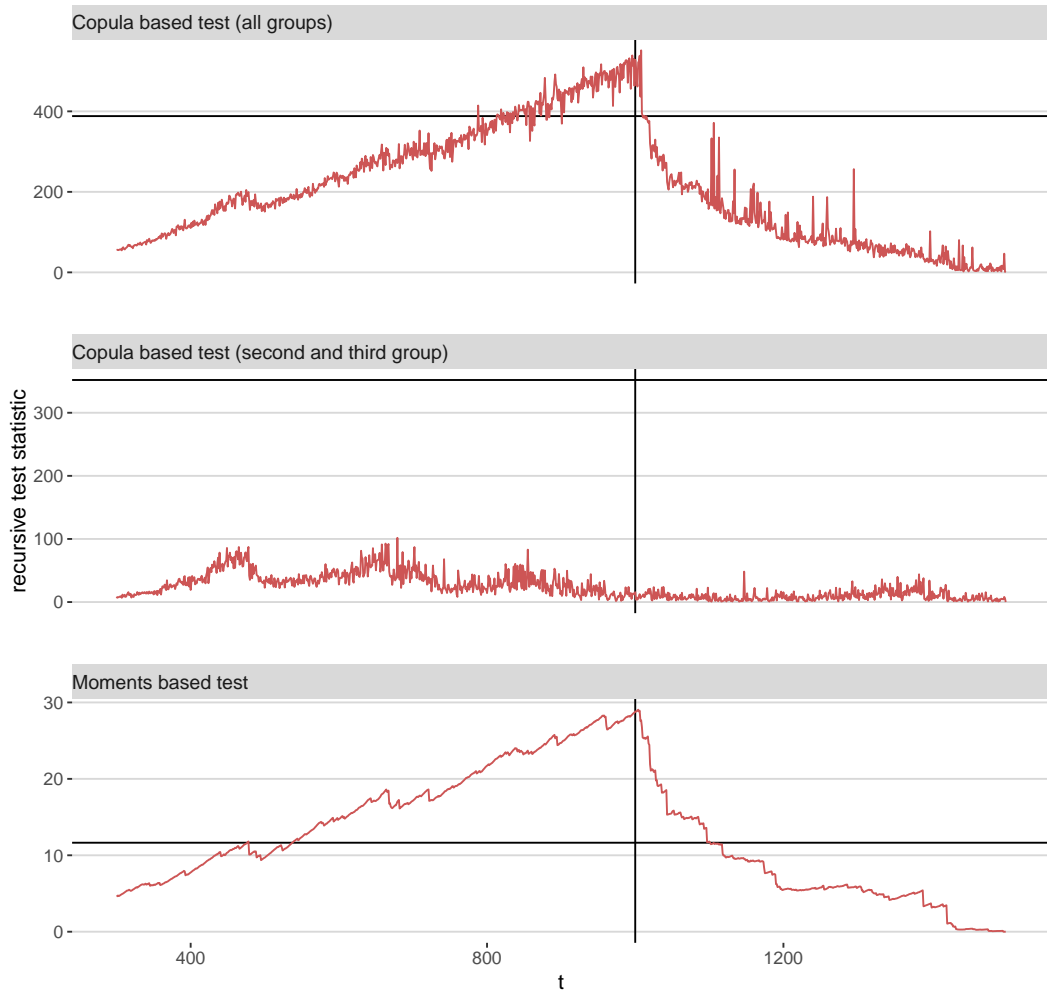 Copula based test (all groups)
400
200
0
Copula based test (second and third group)
300
200
100
0
recursive test statistic
Moments based test
30
20
10
0
400 800 1200
t